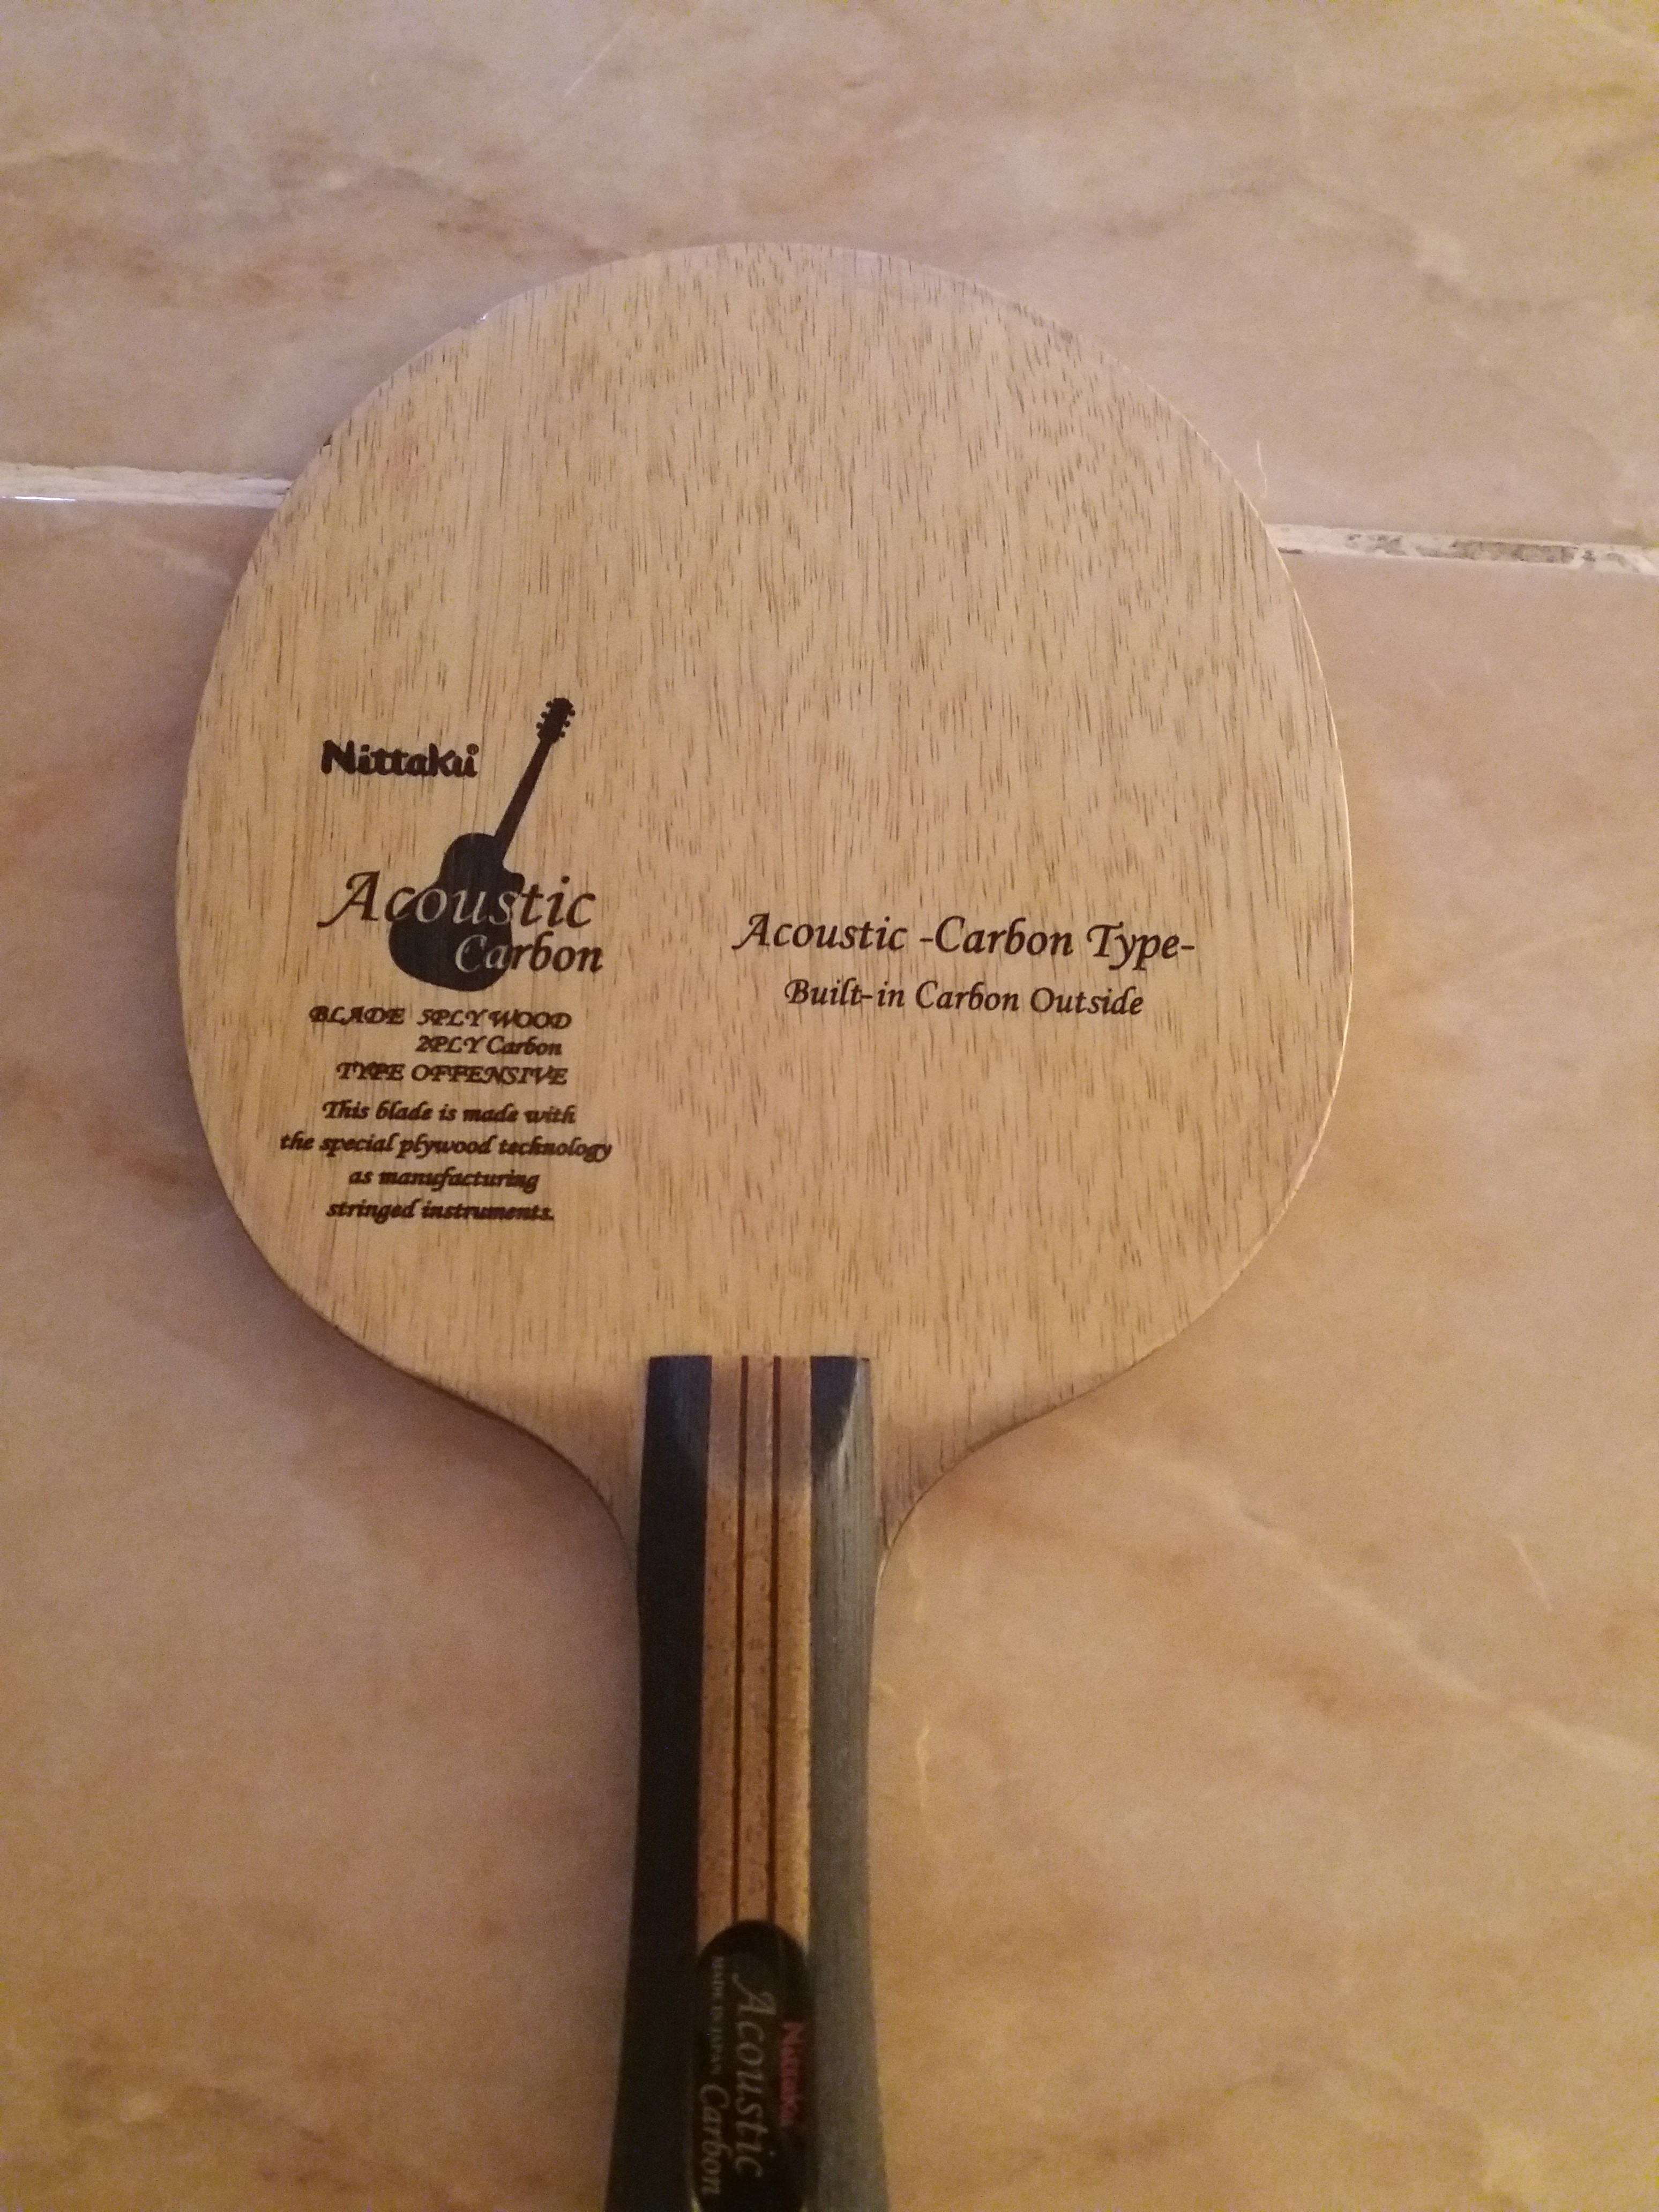 Nittaku
Acoustic
Carbon
BLADE 5PLY WOOD
2PLY Carbon
TYPE OFFENSIVE
This blade is made with
the special plywood technology
as manufacturing
stringed instruments.
Acoustic -Carbon Type-
Built-in Carbon Outside
Nittaku
Acoustic Carbon
MADE IN JAPAN